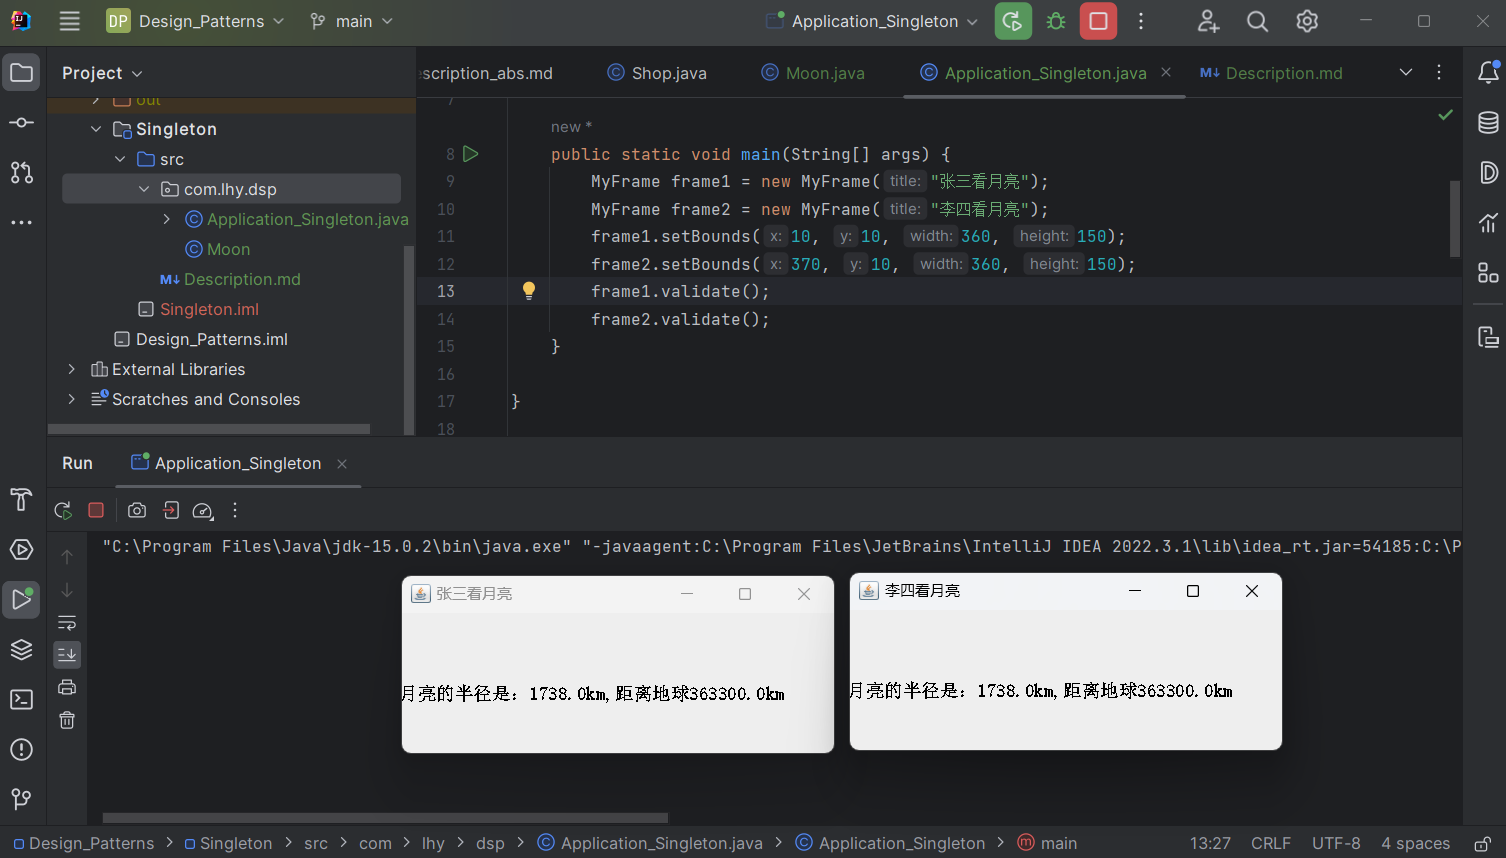 DP Design_Patterns main Application_Singleton
Project
scription_abs.md Shop.java Moon.java Application_Singleton.java M↓ Description.md
out
Singleton
src
com.lhy.dsp
Application_Singleton.java
Moon
M↓ Description.md
Singleton.iml
Design_Patterns.iml
External Libraries
Scratches and Consoles
7
new *
8 public static void main(String[] args) {
9 MyFrame frame1 = new MyFrame( title: "张三看月亮");
10 MyFrame frame2 = new MyFrame( title: "李四看月亮");
11 frame1.setBounds( x: 10, y: 10, width: 360, height: 150);
12 frame2.setBounds( x: 370, y: 10, width: 360, height: 150);
13 frame1.validate();
14 frame2.validate();
15 }
16
17 }
18
Run Application_Singleton
"C:\Program Files\Java\jdk-15.0.2\bin\java.exe" "-javaagent:C:\Program Files\JetBrains\IntelliJ IDEA 2022.3.1\lib\idea_rt.jar=54185:C:\P
张三看月亮
月亮的半径是：1738.0km,距离地球363300.0km
李四看月亮
月亮的半径是：1738.0km,距离地球363300.0km
Design_Patterns > Singleton > src > com > lhy > dsp > Application_Singleton.java > Application_Singleton > main 13:27 CRLF UTF-8 4 spaces